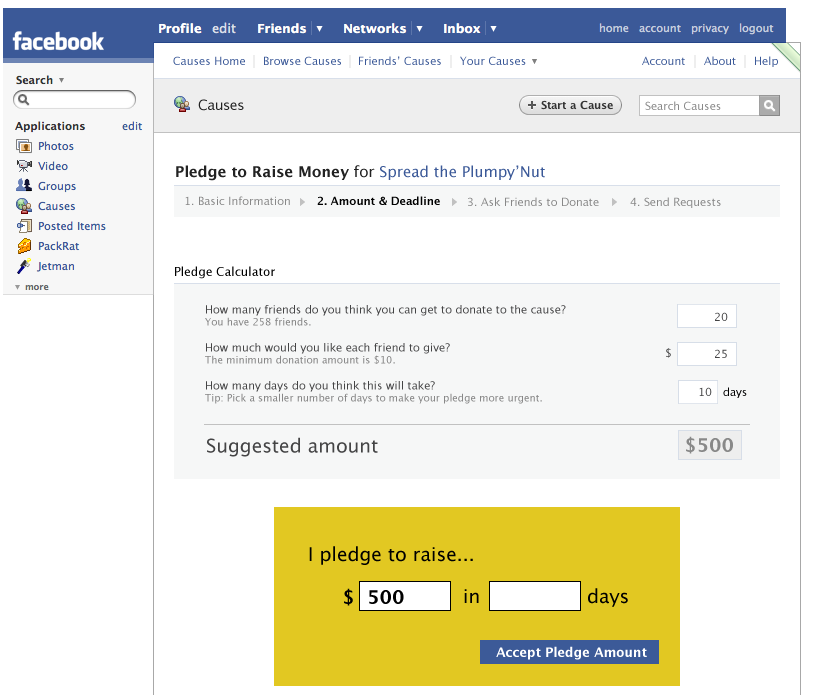 facebook
Profile edit Friends Networks Inbox home account privacy logout
Causes Home Browse Causes Friends' Causes Your Causes Account About Help
Search
Applications edit
Photos
Video
Groups
Causes
Posted Items
PackRat
Jetman
more
Causes + Start a Cause Search Causes
Pledge to Raise Money for Spread the Plumpy'Nut
1. Basic Information 2. Amount & Deadline 3. Ask Friends to Donate 4. Send Requests
Pledge Calculator
How many friends do you think you can get to donate to the cause? 20
You have 258 friends.
How much would you like each friend to give? $ 25
The minimum donation amount is $10.
How many days do you think this will take? 10 days
Tip: Pick a smaller number of days to make your pledge more urgent.
Suggested amount $500
I pledge to raise...
$ 500 in days
Accept Pledge Amount